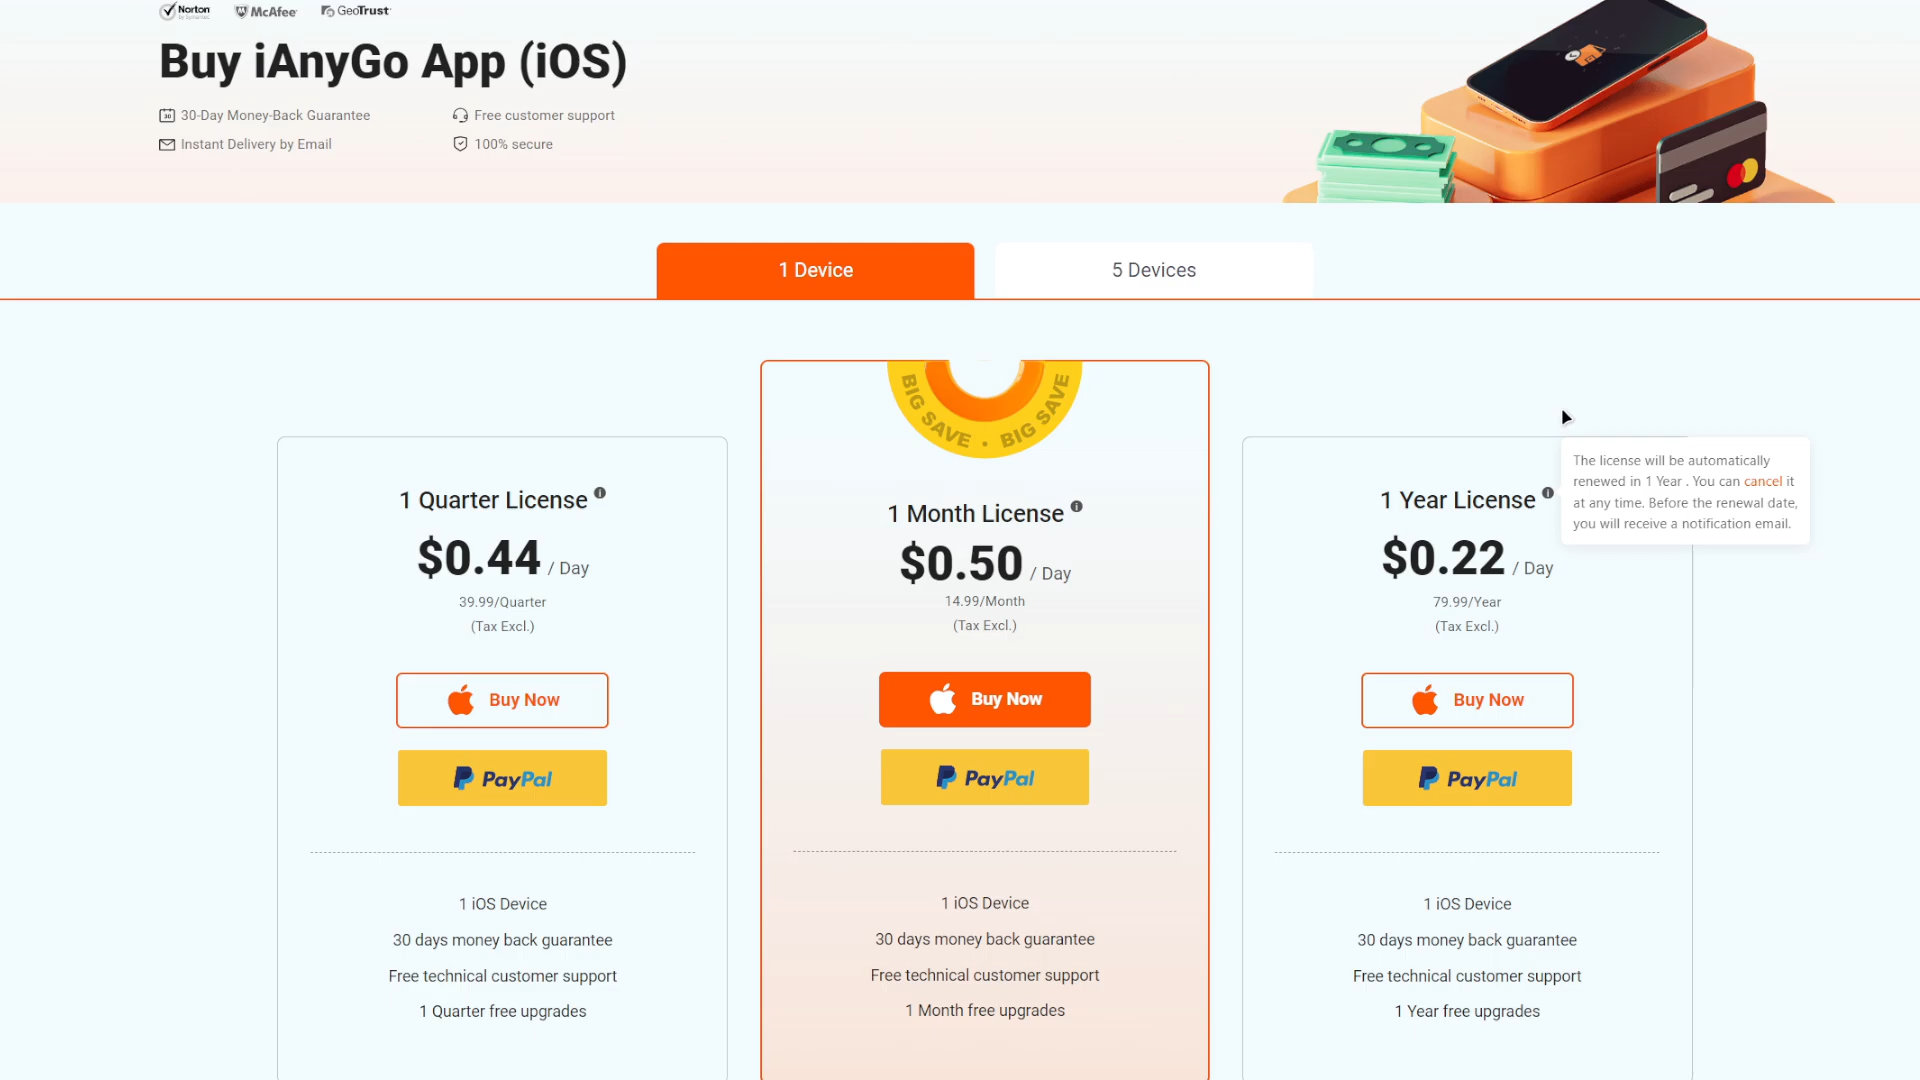 Norton
by Symantec
McAfee
GeoTrust
Buy iAnyGo App (iOS)
30-Day Money-Back Guarantee
Free customer support
Instant Delivery by Email
100% secure
1 Device
5 Devices
BIG SAVE • BIG SAVE
1 Quarter License
$0.44 / Day
39.99/Quarter
(Tax Excl.)
Buy Now
PayPal
1 iOS Device
30 days money back guarantee
Free technical customer support
1 Quarter free upgrades
1 Month License
$0.50 / Day
14.99/Month
(Tax Excl.)
Buy Now
PayPal
1 iOS Device
30 days money back guarantee
Free technical customer support
1 Month free upgrades
1 Year License
$0.22 / Day
79.99/Year
(Tax Excl.)
Buy Now
PayPal
1 iOS Device
30 days money back guarantee
Free technical customer support
1 Year free upgrades
The license will be automatically
renewed in 1 Year . You can cancel it
at any time. Before the renewal date,
you will receive a notification email.